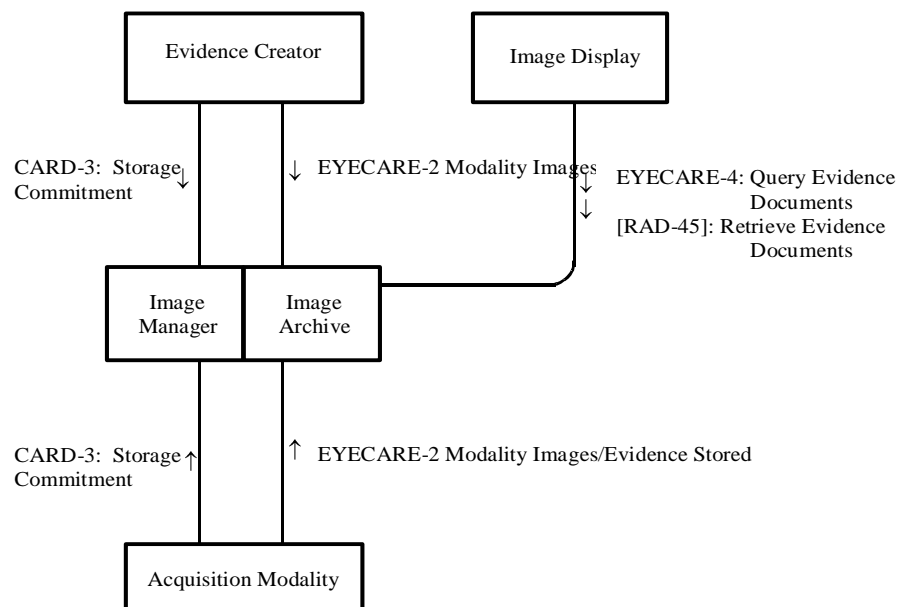 Evidence Creator
Image Display
CARD-3: Storage
Commitment
↓
↓
EYECARE-2 Modality Images
↓
↓
EYECARE-4: Query Evidence
Documents
[RAD-45]: Retrieve Evidence
Documents
Image
Manager
Image
Archive
CARD-3: Storage
Commitment
↑
↑
EYECARE-2 Modality Images/Evidence Stored
Acquisition Modality